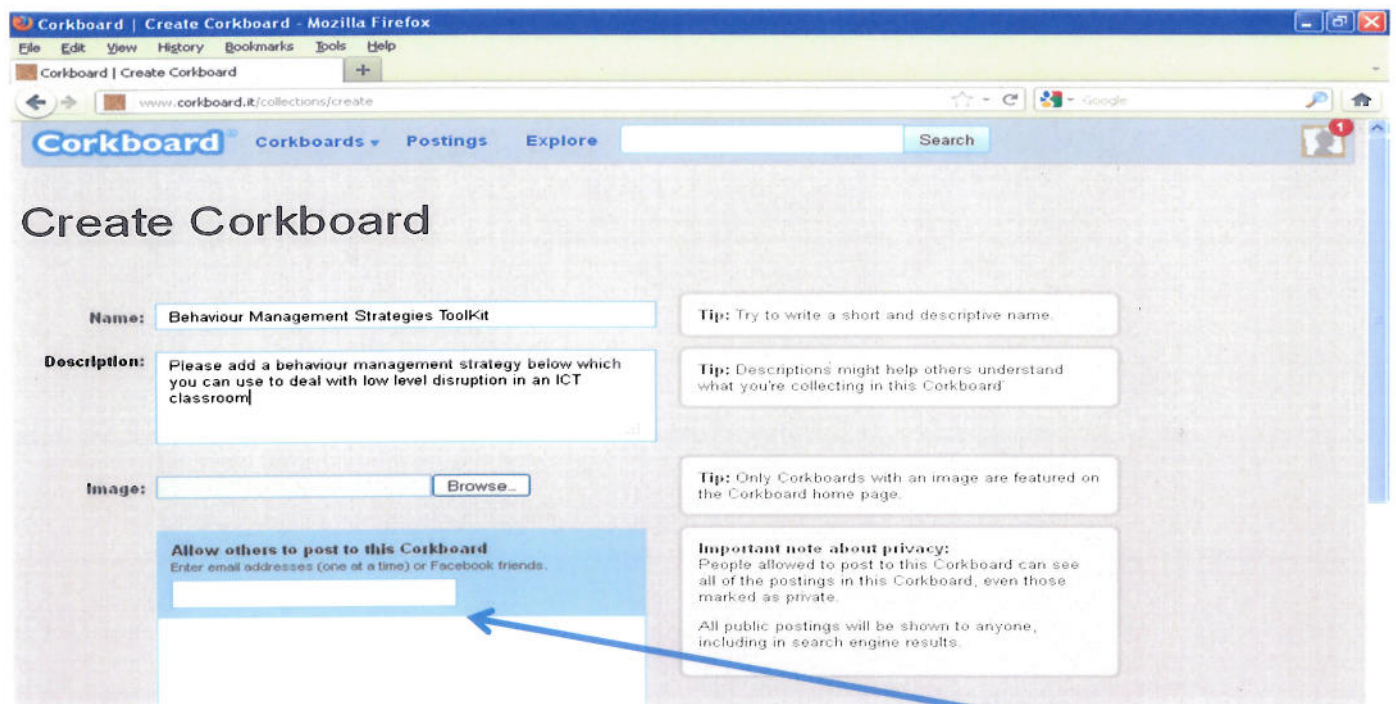 Corkboard | Create Corkboard - Mozilla Firefox
File Edit View History Bookmarks Tools Help
Corkboard | Create Corkboard +
www.corkboard.it/collections/create Google
Corkboard® Corkboards Postings Explore Search 1
Create Corkboard
Name: Behaviour Management Strategies ToolKit
Tip: Try to write a short and descriptive name.
Description: Please add a behaviour management strategy below which
you can use to deal with low level disruption in an ICT
classroom
Tip: Descriptions might help others understand
what you're collecting in this Corkboard
Image: Browse...
Tip: Only Corkboards with an image are featured on
the Corkboard home page.
Allow others to post to this Corkboard
Enter email addresses (one at a time) or Facebook friends.
Important note about privacy:
People allowed to post to this Corkboard can see
all of the postings in this Corkboard, even those
marked as private.
All public postings will be shown to anyone,
including in search engine results.